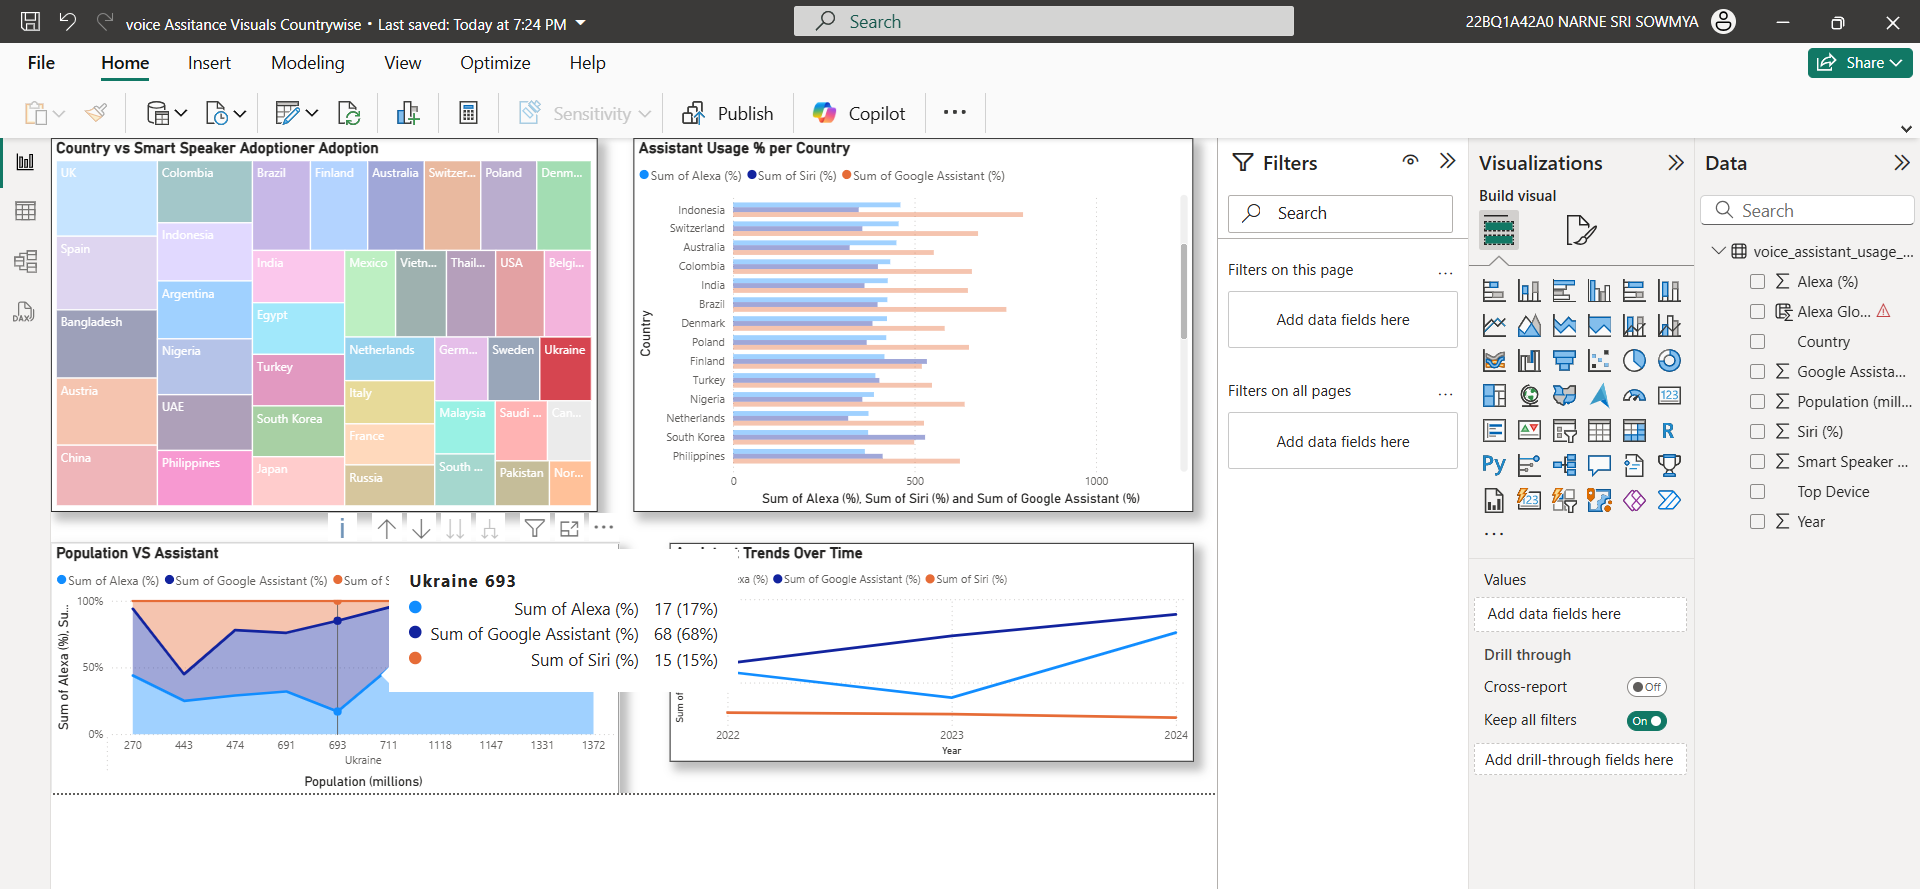 voice Assitance Visuals Countrywise • Last saved: Today at 7:24 PM
Search
22BQ1A42A0 NARNE SRI SOWMYA
File
Home
Insert
Modeling
View
Optimize
Help
Share
Sensitivity
Publish
Copilot
Country vs Smart Speaker Adoptioner Adoption
UK
Colombia
Brazil
Finland
Australia
Switzer...
Poland
Denm...
Spain
Indonesia
India
Mexico
Vietn...
Thail...
USA
Belgi...
Argentina
Egypt
Bangladesh
Nigeria
Netherlands
Germ...
Sweden
Ukraine
Turkey
Austria
UAE
Italy
South Korea
Malaysia
Saudi ...
Can...
France
China
Philippines
Japan
Russia
South ...
Pakistan
Nor...
Assistant Usage % per Country
Sum of Alexa (%)
Sum of Siri (%)
Sum of Google Assistant (%)
Country
Indonesia
Switzerland
Australia
Colombia
India
Brazil
Denmark
Poland
Finland
Turkey
Nigeria
Netherlands
South Korea
Philippines
0
500
1000
Sum of Alexa (%), Sum of Siri (%) and Sum of Google Assistant (%)
Population VS Assistant
Sum of Alexa (%)
Sum of Google Assistant (%)
Sum of S
Sum of Alexa (%), Su...
100%
50%
0%
270
443
474
691
693
711
1118
1147
1331
1372
Ukraine
Population (millions)
Ukraine 693
Sum of Alexa (%) 17 (17%)
Sum of Google Assistant (%) 68 (68%)
Sum of Siri (%) 15 (15%)
Trends Over Time
xa (%)
Sum of Google Assistant (%)
Sum of Siri (%)
Sum of
2022
2023
2024
Year
Filters
Search
Filters on this page
...
Add data fields here
Filters on all pages
...
Add data fields here
Visualizations
Build visual
123
R
Py
123
...
Values
Add data fields here
Drill through
Cross-report
Off
Keep all filters
On
Add drill-through fields here
Data
Search
voice_assistant_usage_...
Alexa (%)
Alexa Glo...
Country
Google Assista...
Population (mill...
Siri (%)
Smart Speaker ...
Top Device
Year
DAX